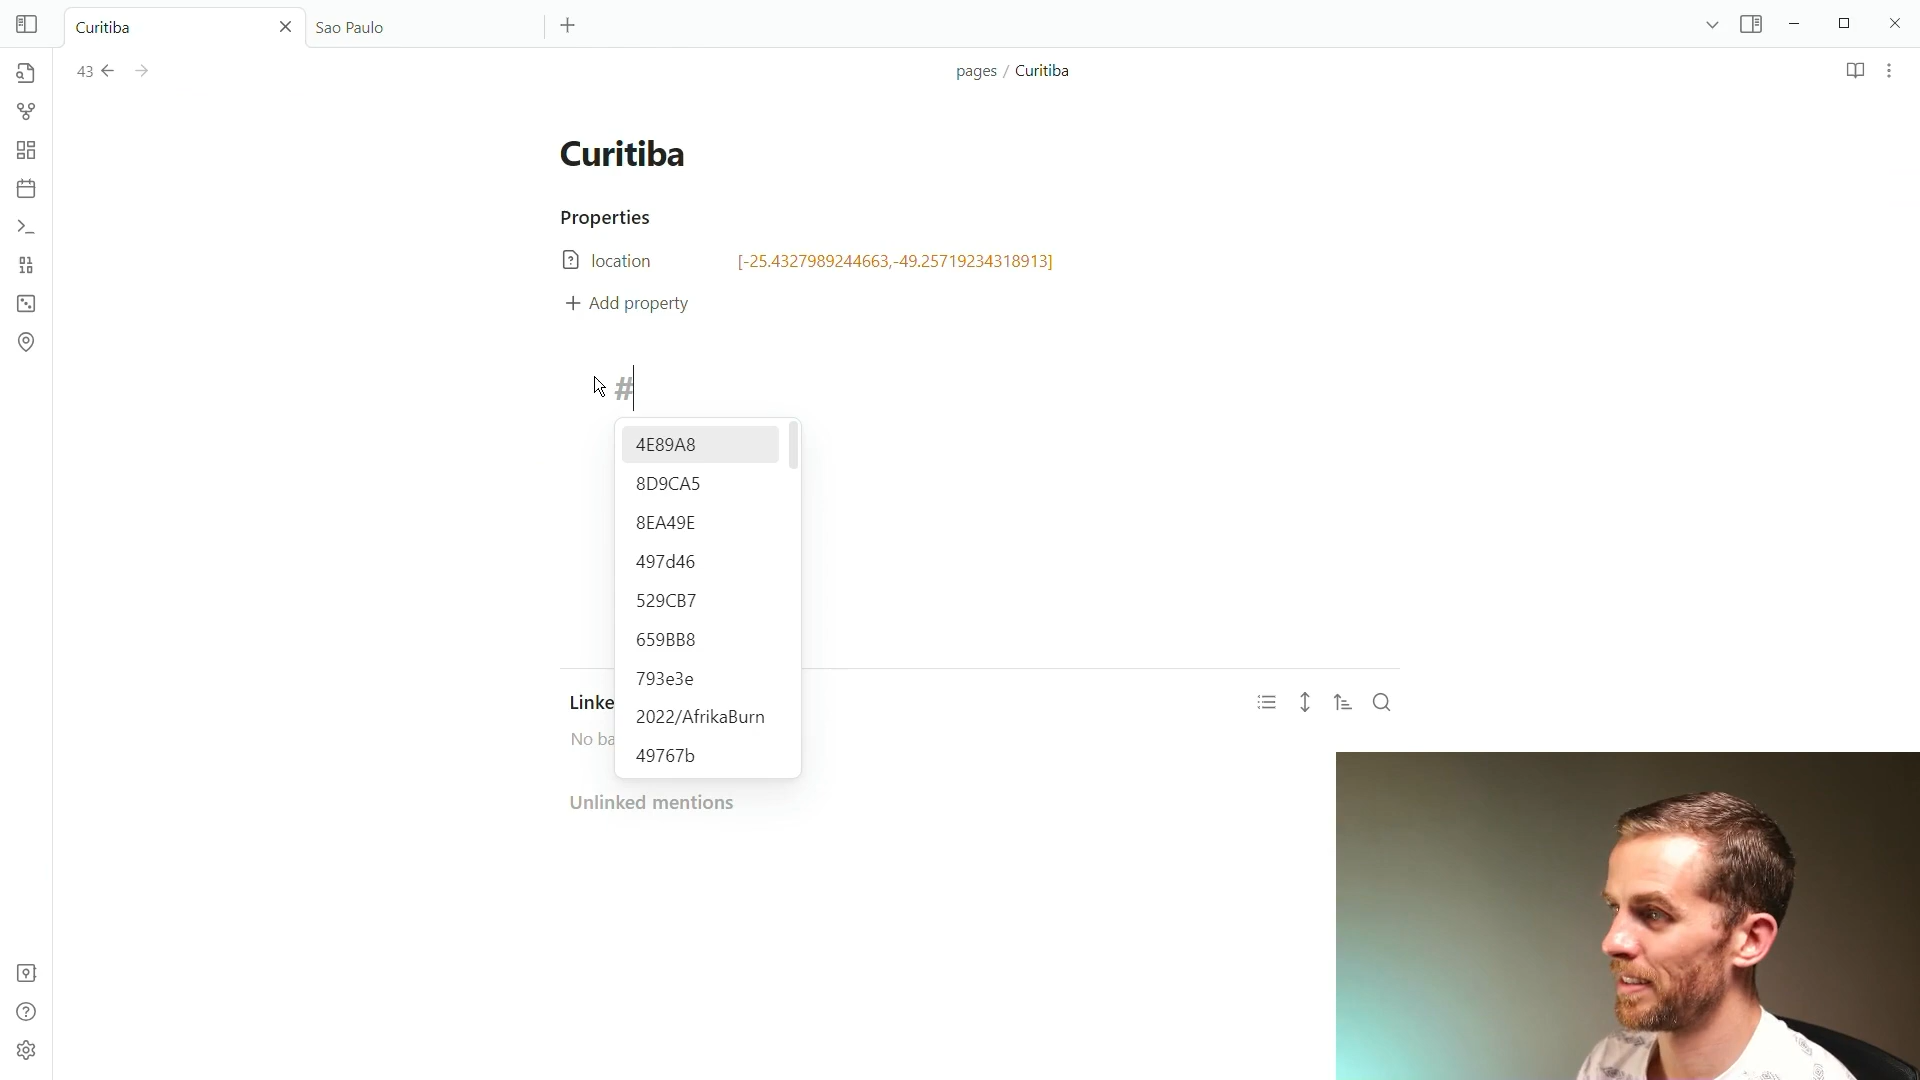 Curitiba
Sao Paulo
43
pages / Curitiba
Curitiba
Properties
location [-25.4327989244663,-49.25719234318913]
Add property
#
4E89A8
8D9CA5
8EA49E
497d46
529CB7
659BB8
793e3e
2022/AfrikaBurn
49767b
Linke
No ba
Unlinked mentions